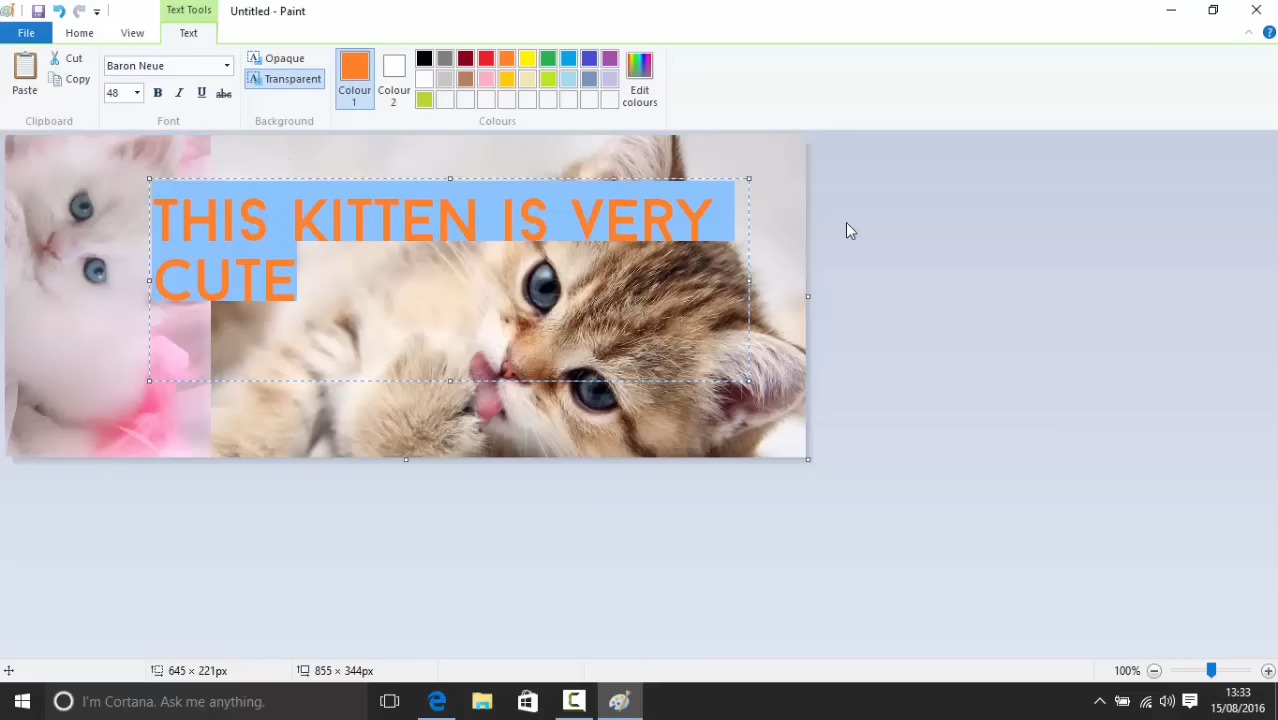 Text Tools
Untitled - Paint
File
Home
View
Text
Paste
Cut
Copy
Clipboard
Baron Neue
48
B
I
U
abc
Font
A
Opaque
A
Transparent
Background
Colour
1
Colour
2
Edit
colours
Colours
THIS KITTEN IS VERY
CUTE
645 × 221px
855 × 344px
100%
I'm Cortana. Ask me anything.
13:33
15/08/2016